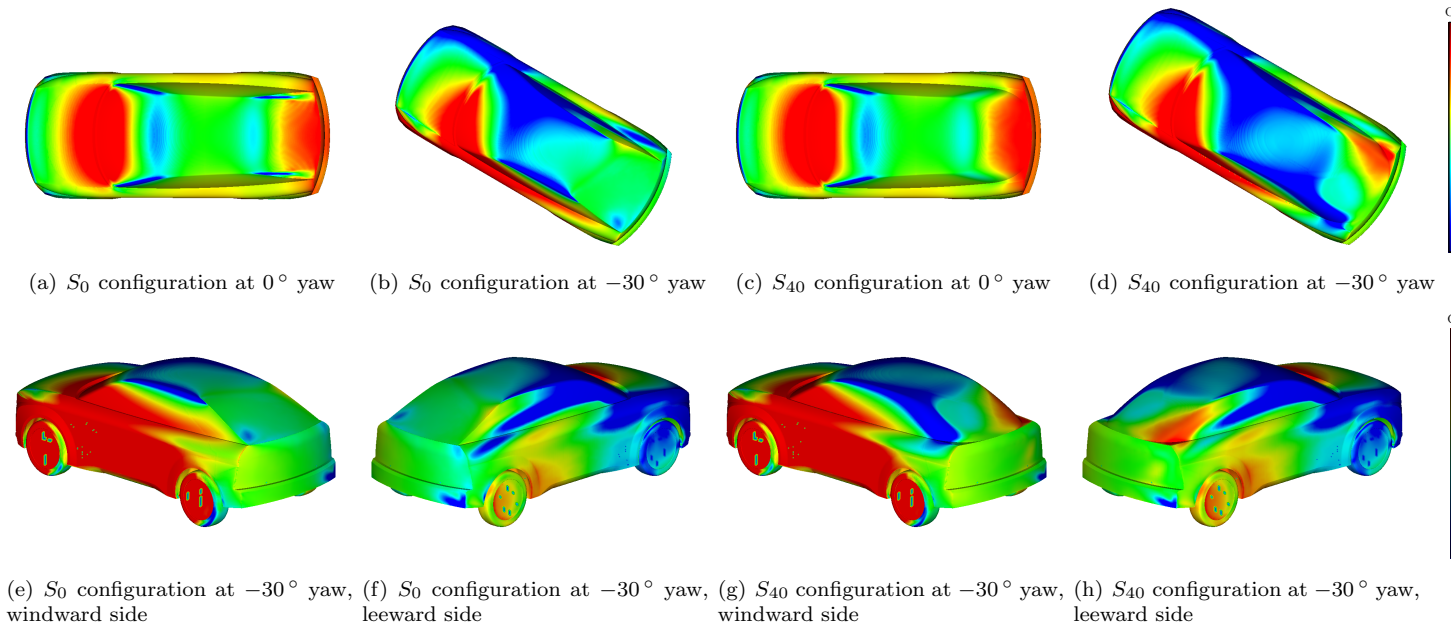 (a) S₀ configuration at 0° yaw
(b) S₀ configuration at −30° yaw
(c) S₄₀ configuration at 0° yaw
(d) S₄₀ configuration at −30° yaw
(e) S₀ configuration at −30° yaw,
windward side
(f) S₀ configuration at −30° yaw,
leeward side
(g) S₄₀ configuration at −30° yaw,
windward side
(h) S₄₀ configuration at −30° yaw,
leeward side